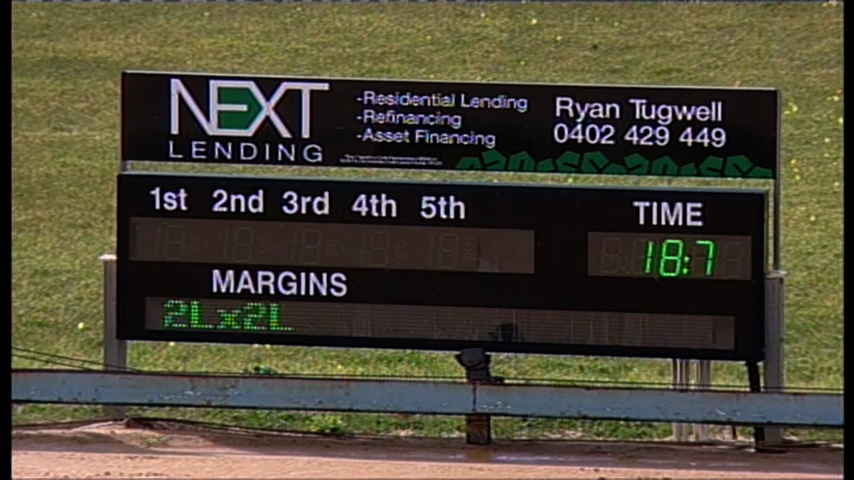 NEXT
LENDING
-Residential Lending
-Refinancing
-Asset Financing
Ryan Tugwell
0402 429 449
1st 2nd 3rd 4th 5th
TIME
18:7
MARGINS
2Lx2L